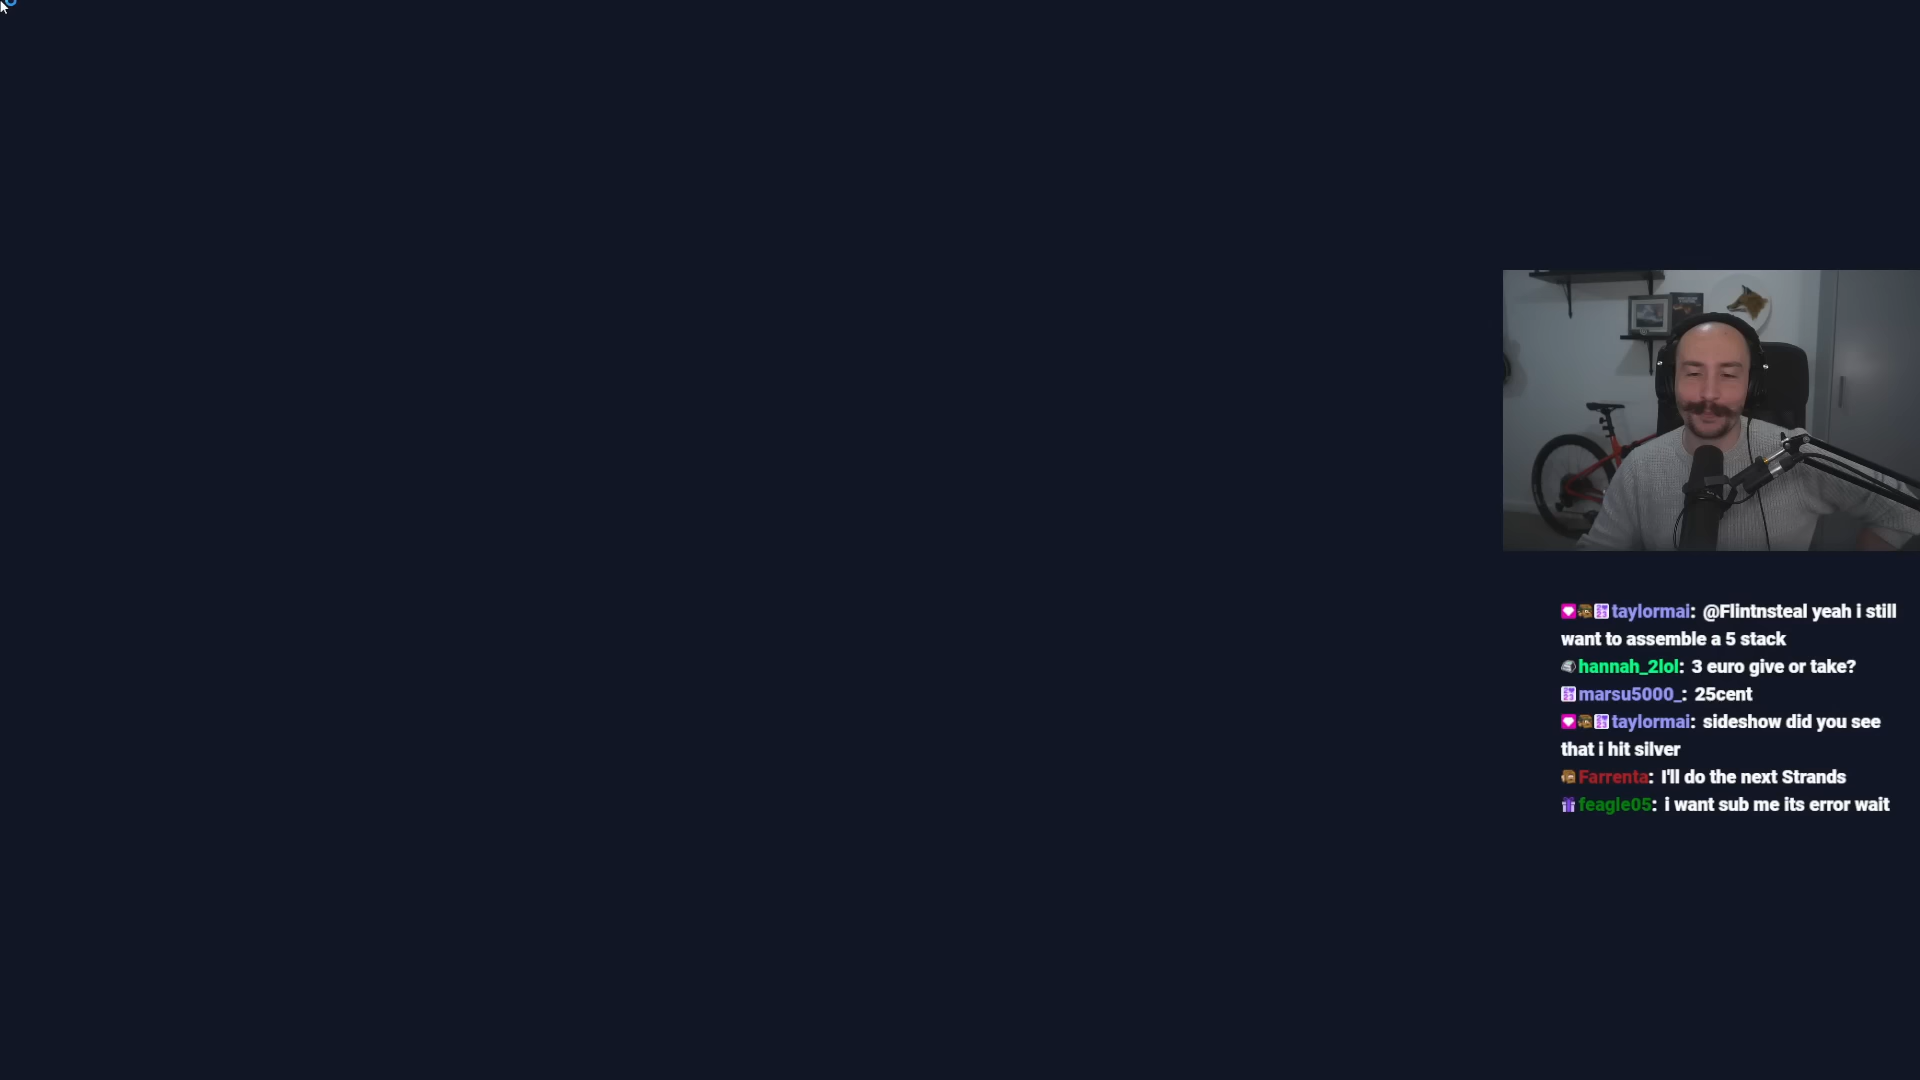 taylormai: @Flintnsteal yeah i still
want to assemble a 5 stack
hannah_2lol: 3 euro give or take?
marsu5000_: 25cent
taylormai: sideshow did you see
that i hit silver
Farrenta: I'll do the next Strands
feagle05: i want sub me its error wait